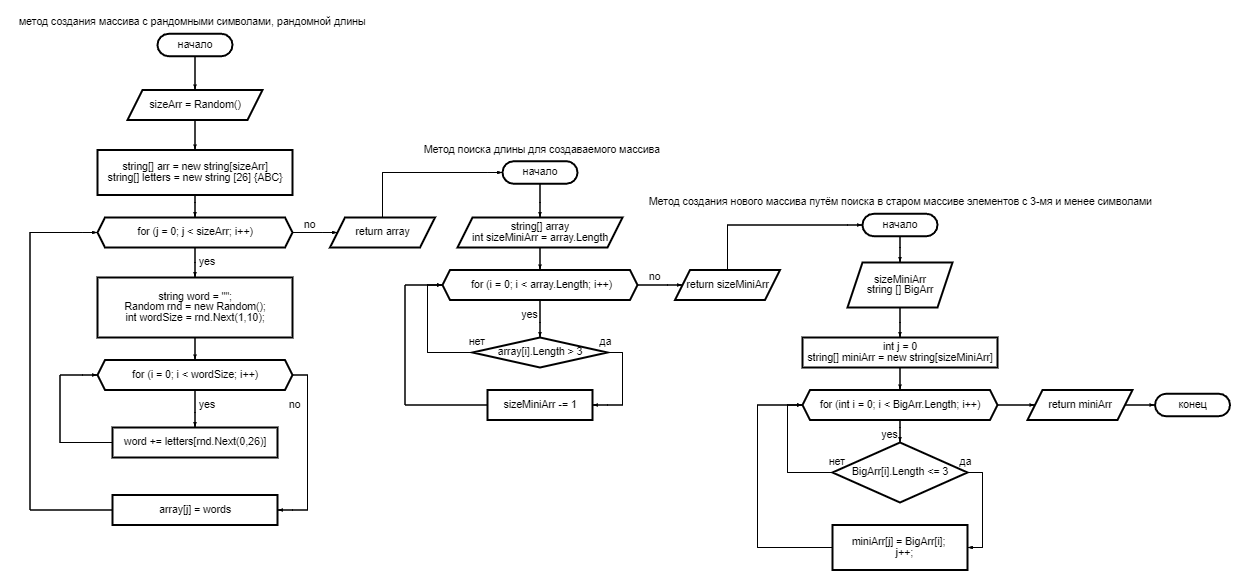 метод создания массива с рандомными символами, рандомной длины
начало
sizeArr = Random()
string[] arr = new string[sizeArr]
string[] letters = new string [26] {ABC}
for (j = 0; j < sizeArr; i++)
no
return array
yes
string word = "";
Random rnd = new Random();
int wordSize = rnd.Next(1,10);
for (i = 0; i < wordSize; i++)
yes
no
word += letters[rnd.Next(0,26)]
array[j] = words
Метод поиска длины для создаваемого массива
начало
string[] array
int sizeMiniArr = array.Length
for (i = 0; i < array.Length; i++)
no
return sizeMiniArr
yes
нет
array[i].Length > 3
да
sizeMiniArr -= 1
Метод создания нового массива путём поиска в старом массиве элементов с 3-мя и менее символами
начало
sizeMiniArr
string [] BigArr
int j = 0
string[] miniArr = new string[sizeMiniArr]
for (int i = 0; i < BigArr.Length; i++)
return miniArr
конец
yes
нет
BigArr[i].Length <= 3
да
miniArr[j] = BigArr[i];
j++;